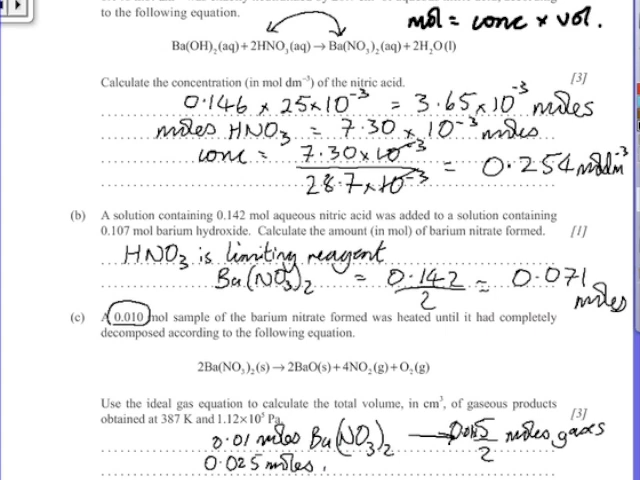 to the following equation.
mol = conc × vol.
Ba(OH)₂(aq) + 2HNO₃(aq) → Ba(NO₃)₂(aq) + 2H₂O(l)
Calculate the concentration (in mol dm⁻³) of the nitric acid. [3]
0.146 × 25×10⁻³ = 3.65×10⁻³ moles
moles HNO₃ = 7.30 × 10⁻³ moles
conc = 7.30×10⁻³ / 28.7×10⁻³ = 0.254 mol dm⁻³
(b) A solution containing 0.142 mol aqueous nitric acid was added to a solution containing
0.107 mol barium hydroxide. Calculate the amount (in mol) of barium nitrate formed. [1]
HNO₃ is limiting reagent
Ba(NO₃)₂ = 0.142 / 2 = 0.071 moles
(c) A 0.010 mol sample of the barium nitrate formed was heated until it had completely
decomposed according to the following equation.
2Ba(NO₃)₂(s) → 2BaO(s) + 4NO₂(g) + O₂(g)
Use the ideal gas equation to calculate the total volume, in cm³, of gaseous products
obtained at 387 K and 1.12×10⁵ Pa. [3]
0.01 moles Ba(NO₃)₂ → / 2 moles gases
0.025 moles.